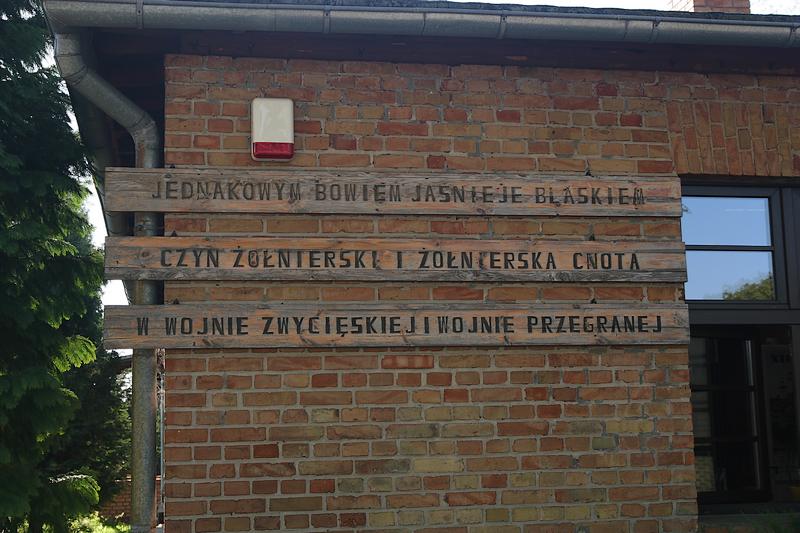 JEDNAKOWYM BOWIEM JAŚNIEJE BLASKIEM
CZYN ŻOŁNIERSKI I ŻOŁNIERSKA CNOTA
W WOJNIE ZWYCIĘSKIEJ I WOJNIE PRZEGRANEJ